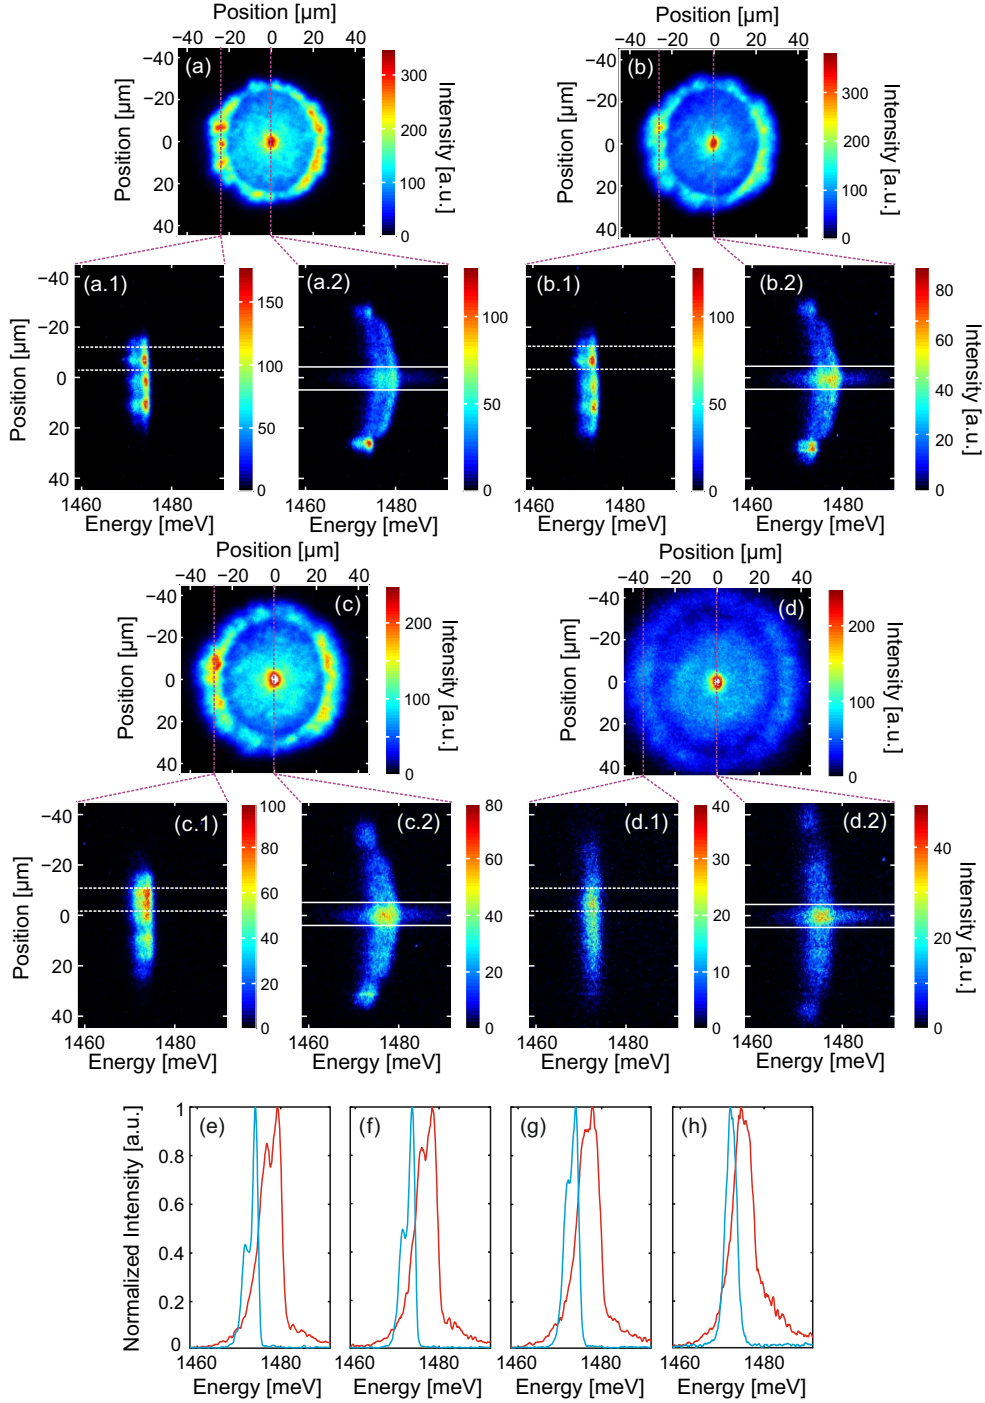 Position [µm]
Position [µm]
−40 −20 0 20 40
−40 −20 0 20 40
(a)
(b)
Position [µm]
−40
−20
0
20
40
300
200
100
0
Intensity [a.u.]
Position [µm]
−40
−20
0
20
40
300
200
100
0
Intensity [a.u.]
(a.1)
(a.2)
(b.1)
(b.2)
Position [µm]
−40
−20
0
20
40
150
100
50
0
100
50
0
−40
−20
0
20
40
100
50
0
80
60
40
20
0
Intensity [a.u.]
1460 1480
1460 1480
1460 1480
1460 1480
Energy [meV]
Energy [meV]
Energy [meV]
Energy [meV]
Position [µm]
Position [µm]
−40 −20 0 20 40
−40 −20 0 20 40
(c)
(d)
Position [µm]
−40
−20
0
20
40
200
100
0
Intensity [a.u.]
Position [µm]
−40
−20
0
20
40
200
100
0
Intensity [a.u.]
(c.1)
(c.2)
(d.1)
(d.2)
Position [µm]
−40
−20
0
20
40
100
80
60
40
20
0
80
60
40
20
0
−40
−20
0
20
40
40
30
20
10
0
40
20
0
Intensity [a.u.]
1460 1480
1460 1480
1460 1480
1460 1480
Energy [meV]
Energy [meV]
Energy [meV]
Energy [meV]
(e)
(f)
(g)
(h)
Normalized Intensity [a.u.]
1
0.8
0.6
0.4
0.2
0
1460 1480
1460 1480
1460 1480
1460 1480
Energy [meV]
Energy [meV]
Energy [meV]
Energy [meV]